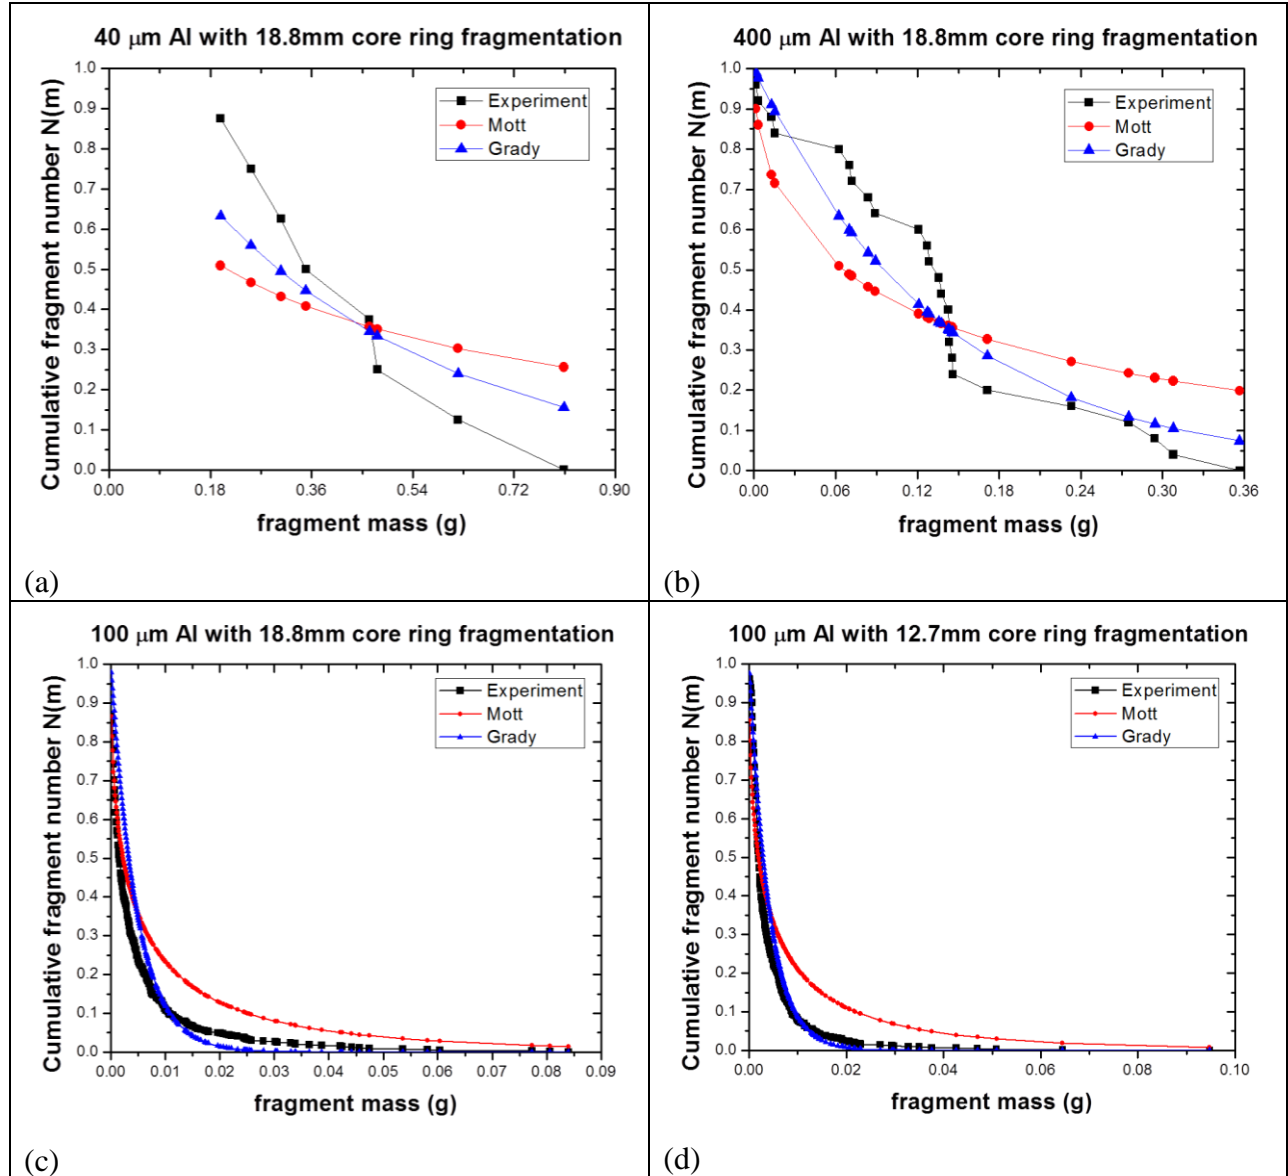 40 μm Al with 18.8mm core ring fragmentation
Cumulative fragment number N(m)
1.0
0.9
0.8
0.7
0.6
0.5
0.4
0.3
0.2
0.1
0.0
Experiment
Mott
Grady
0.00 0.18 0.36 0.54 0.72 0.90
fragment mass (g)
(a)
400 μm Al with 18.8mm core ring fragmentation
Cumulative fragment number N(m)
1.0
0.9
0.8
0.7
0.6
0.5
0.4
0.3
0.2
0.1
0.0
Experiment
Mott
Grady
0.00 0.06 0.12 0.18 0.24 0.30 0.36
fragment mass (g)
(b)
100 μm Al with 18.8mm core ring fragmentation
Cumulative fragment number N(m)
1.0
0.9
0.8
0.7
0.6
0.5
0.4
0.3
0.2
0.1
0.0
Experiment
Mott
Grady
0.00 0.01 0.02 0.03 0.04 0.05 0.06 0.07 0.08 0.09
fragment mass (g)
(c)
100 μm Al with 12.7mm core ring fragmentation
Cumulative fragment number N(m)
1.0
0.9
0.8
0.7
0.6
0.5
0.4
0.3
0.2
0.1
0.0
Experiment
Mott
Grady
0.00 0.02 0.04 0.06 0.08 0.10
fragment mass (g)
(d)